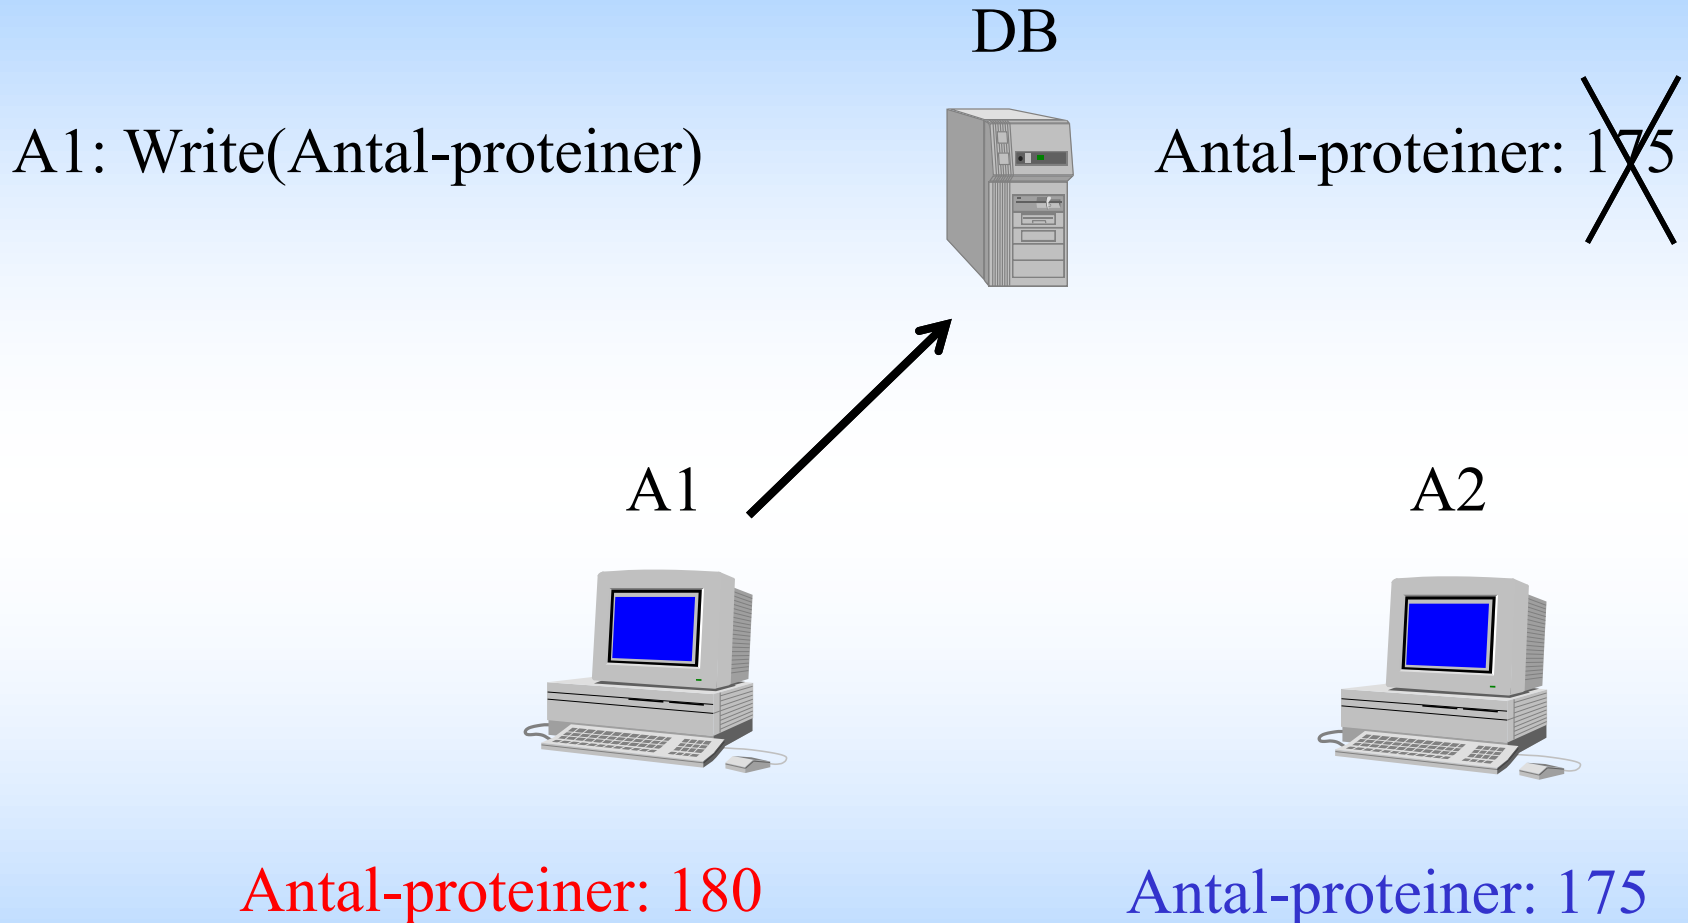 DB
A1: Write(Antal-proteiner)
Antal-proteiner: 175
A1
A2
Antal-proteiner: 180
Antal-proteiner: 175